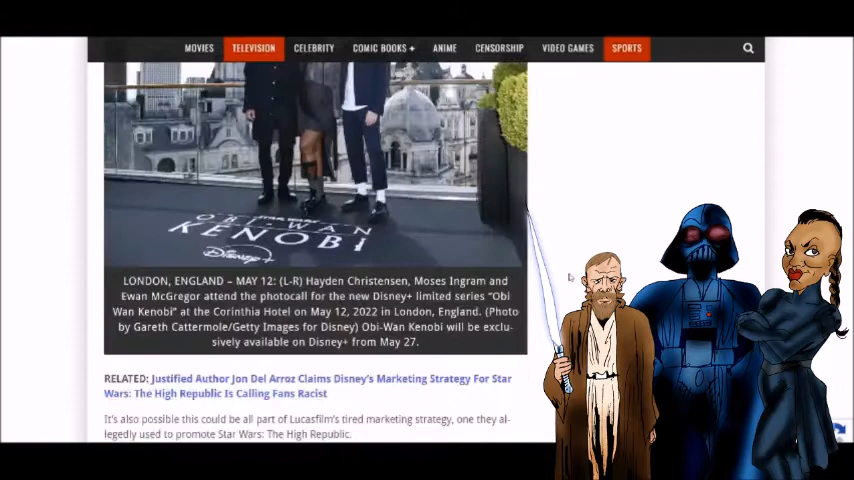 MOVIES TELEVISION CELEBRITY COMIC BOOKS + ANIME CENSORSHIP VIDEO GAMES SPORTS
STAR WARS
OBI-WAN
KENOBI
Disney+
LONDON, ENGLAND – MAY 12: (L-R) Hayden Christensen, Moses Ingram and
Ewan McGregor attend the photocall for the new Disney+ limited series "Obi
Wan Kenobi" at the Corinthia Hotel on May 12, 2022 in London, England. (Photo
by Gareth Cattermole/Getty Images for Disney) Obi-Wan Kenobi will be exclu-
sively available on Disney+ from May 27.
RELATED: Justified Author Jon Del Arroz Claims Disney's Marketing Strategy For Star
Wars: The High Republic Is Calling Fans Racist
It's also possible this could be all part of Lucasfilm's tired marketing strategy, one they al-
legedly used to promote Star Wars: The High Republic.